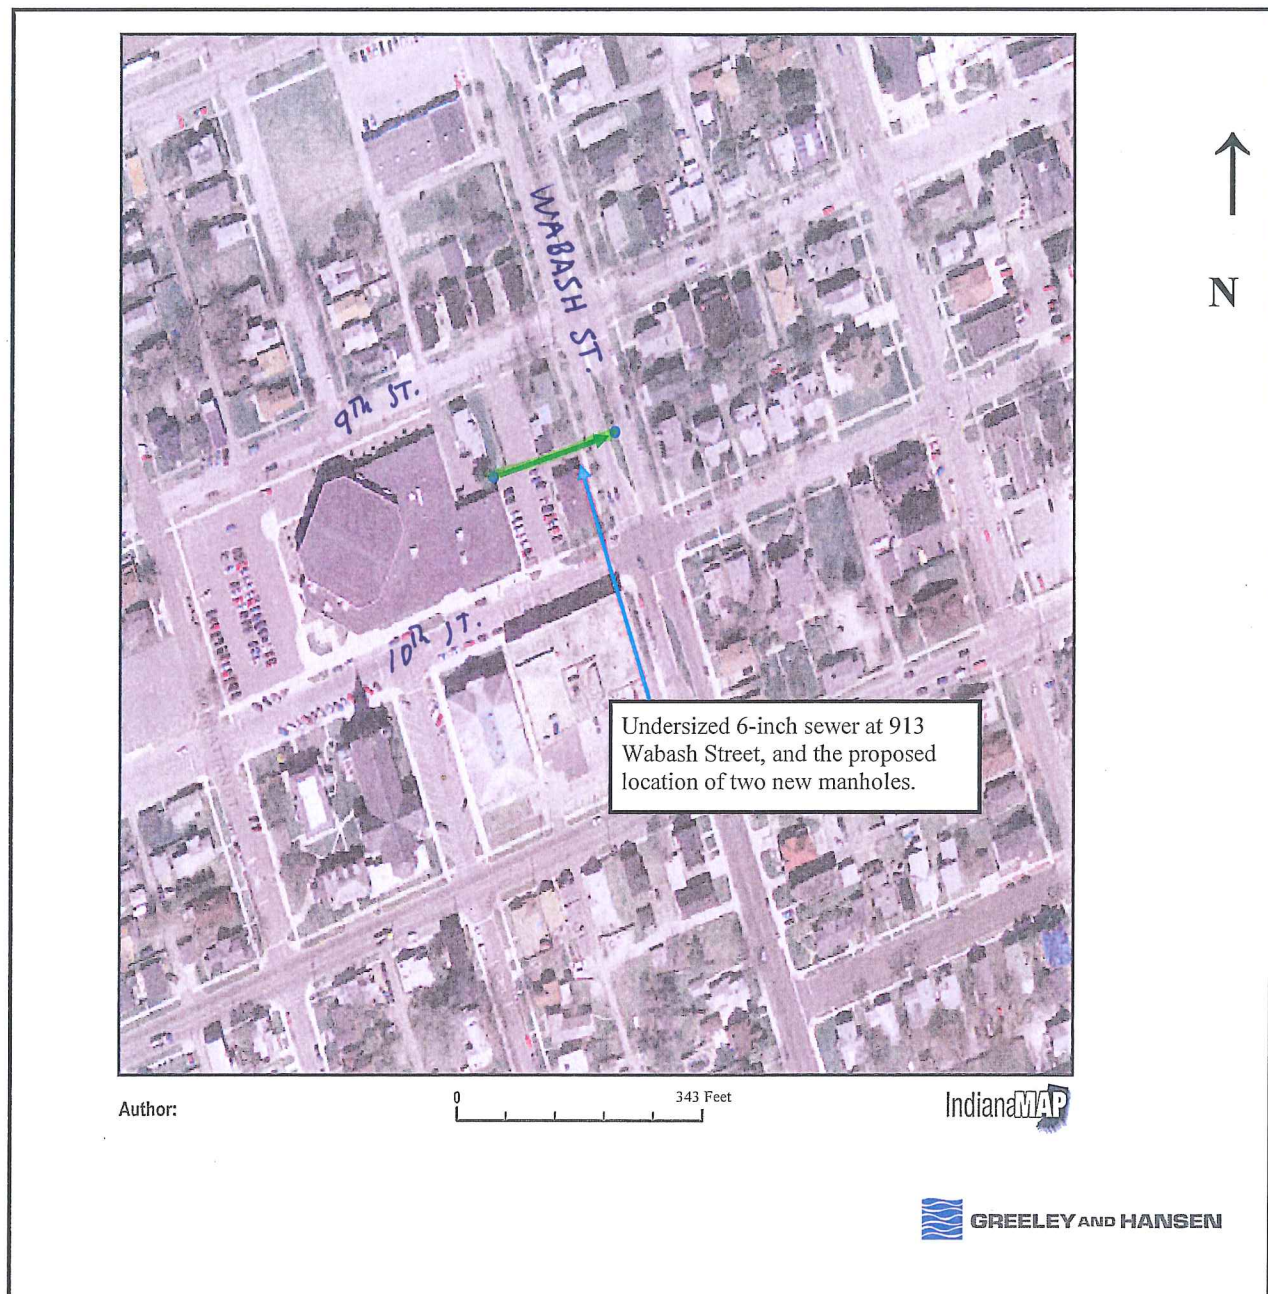 N
WABASH ST.
9TH ST.
10TH ST.
Undersized 6-inch sewer at 913
Wabash Street, and the proposed
location of two new manholes.
Author:
0
343 Feet
IndianaMAP
GREELEY AND HANSEN